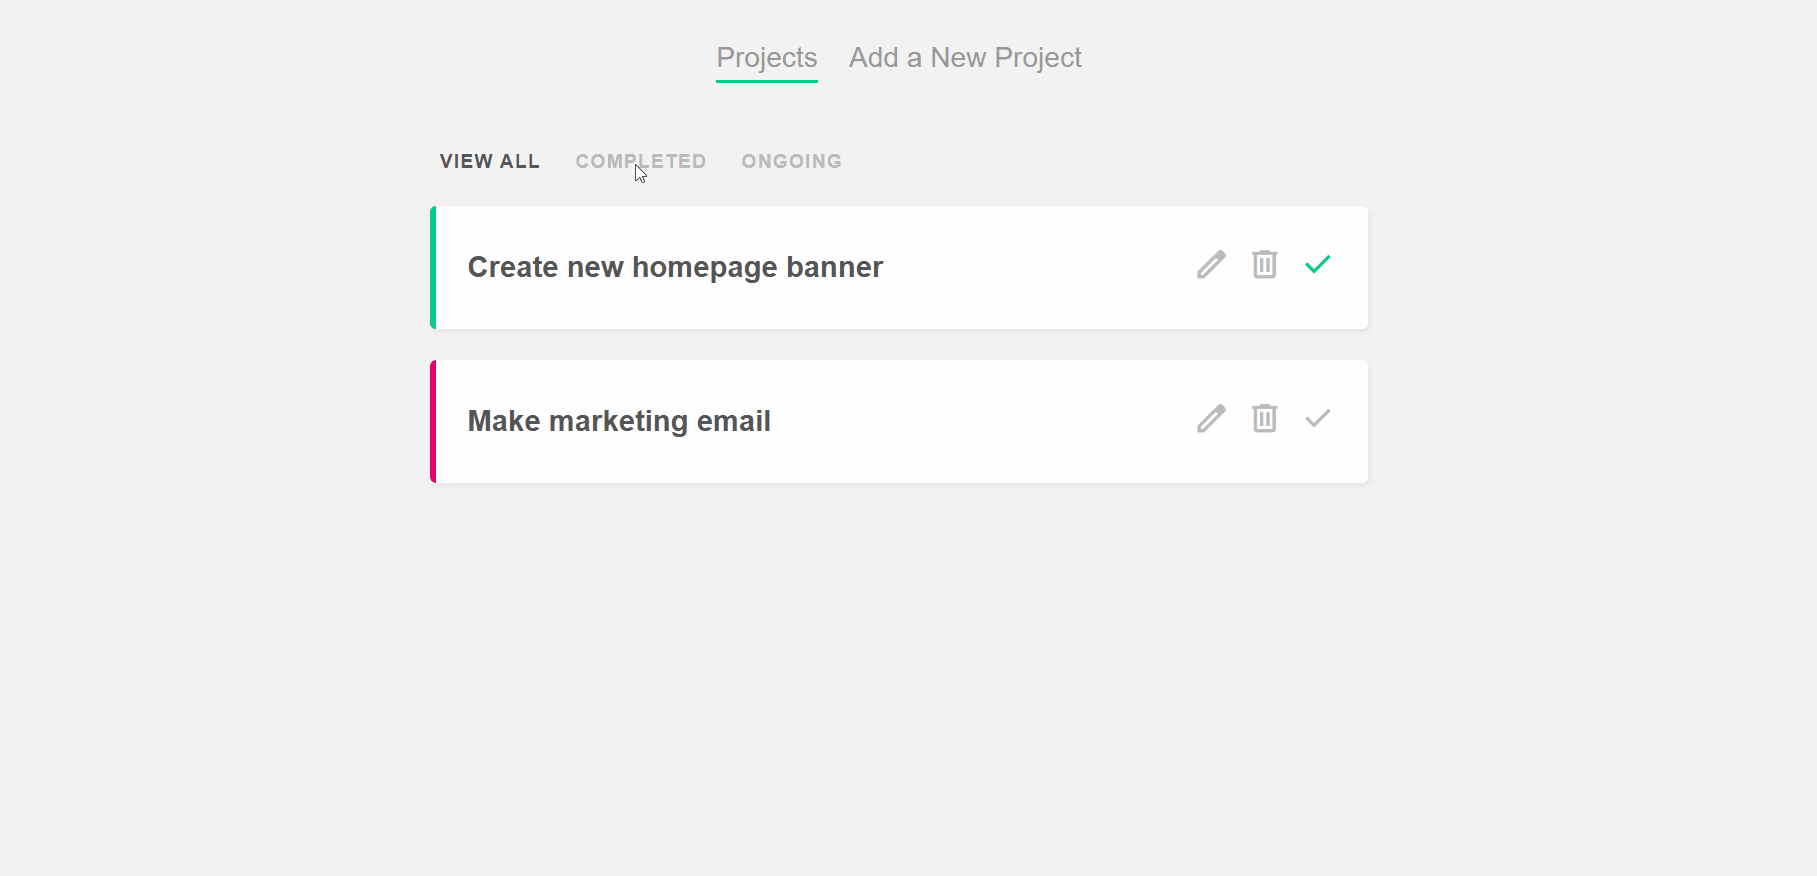 Projects Add a New Project
VIEW ALL COMPLETED ONGOING
Create new homepage banner
Make marketing email